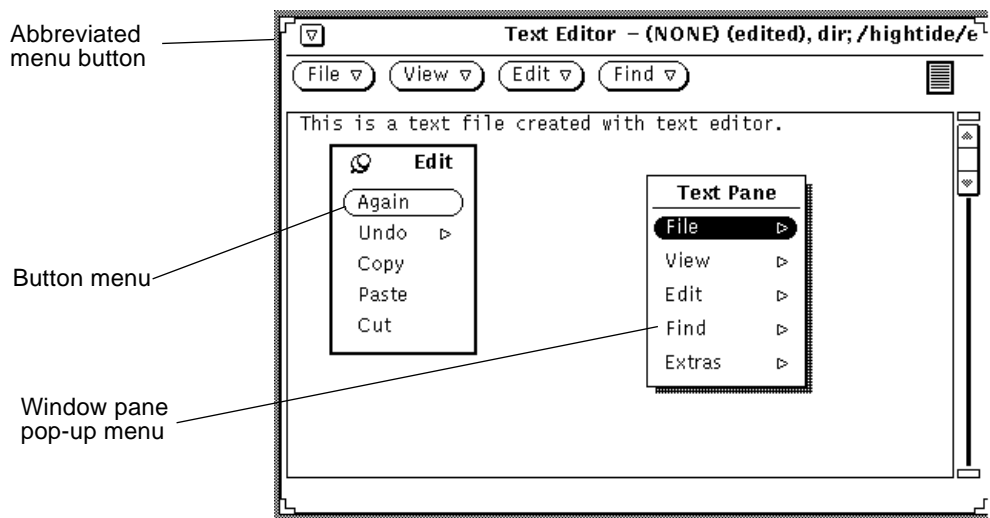 Abbreviated
menu button
Text Editor – (NONE) (edited), dir; /hightide/e
File View Edit Find
This is a text file created with text editor.
Edit
Again
Undo
Copy
Paste
Cut
Text Pane
File
View
Edit
Find
Extras
Button menu
Window pane
pop-up menu